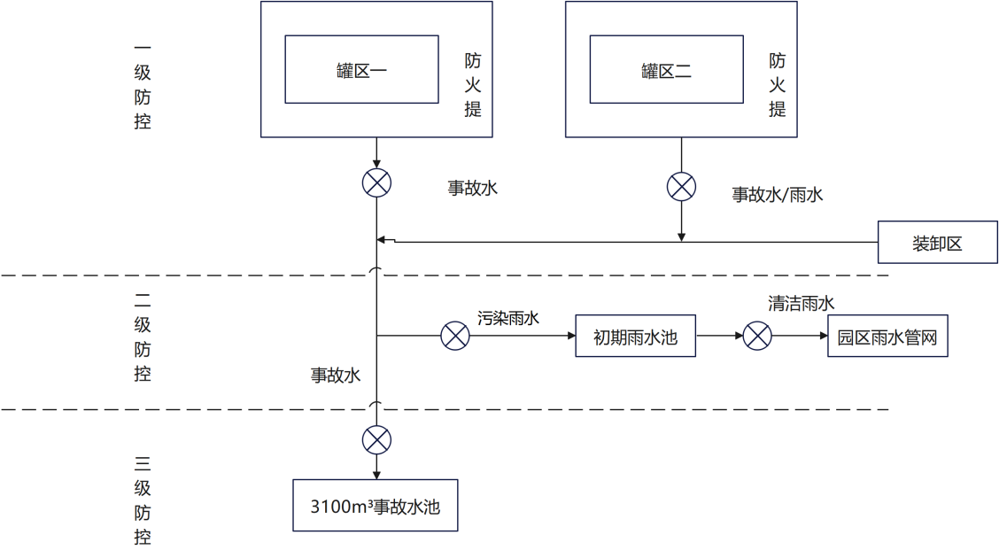 一级防控
罐区一
防火提
罐区二
防火提
事故水
事故水/雨水
装卸区
二级防控
污染雨水
初期雨水池
清洁雨水
园区雨水管网
事故水
三级防控
3100m³事故水池